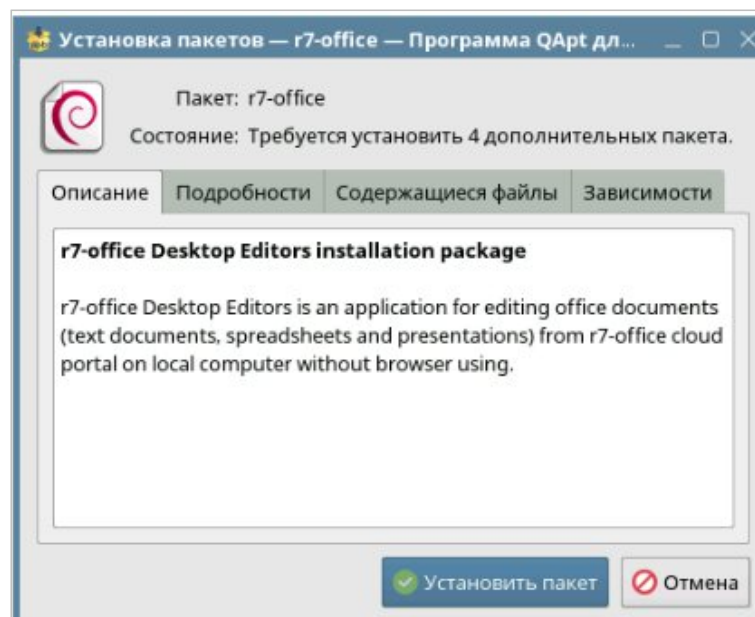 Установка пакетов — r7-office — Программа QApt дл...
Пакет: r7-office
Состояние: Требуется установить 4 дополнительных пакета.
Описание Подробности Содержащиеся файлы Зависимости
r7-office Desktop Editors installation package
r7-office Desktop Editors is an application for editing office documents
(text documents, spreadsheets and presentations) from r7-office cloud
portal on local computer without browser using.
Установить пакет Отмена